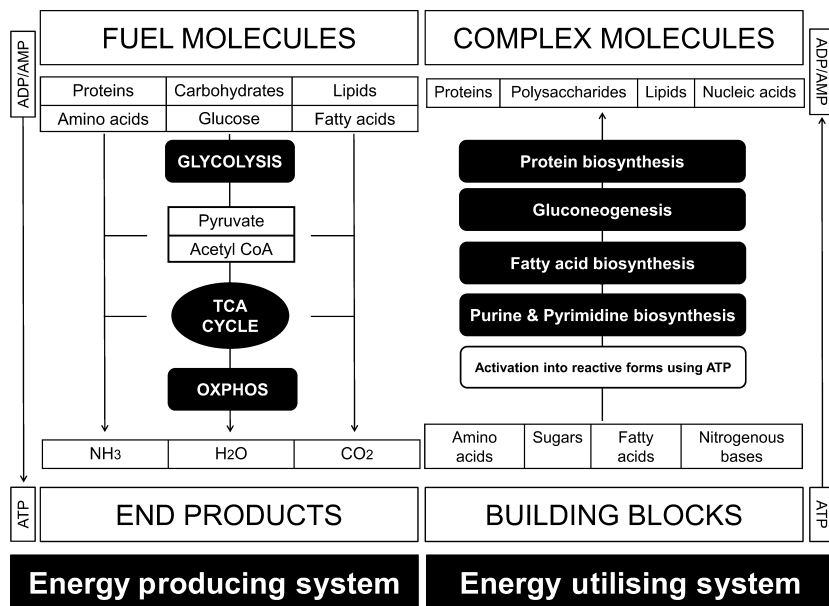 FUEL MOLECULES
COMPLEX MOLECULES
ADP/AMP
ADP/AMP
Proteins
Carbohydrates
Lipids
Amino acids
Glucose
Fatty acids
Proteins
Polysaccharides
Lipids
Nucleic acids
GLYCOLYSIS
Pyruvate
Acetyl CoA
TCA
CYCLE
OXPHOS
NH3
H2O
CO2
Protein biosynthesis
Gluconeogenesis
Fatty acid biosynthesis
Purine & Pyrimidine biosynthesis
Activation into reactive forms using ATP
Amino
acids
Sugars
Fatty
acids
Nitrogenous
bases
ATP
END PRODUCTS
BUILDING BLOCKS
ATP
Energy producing system
Energy utilising system